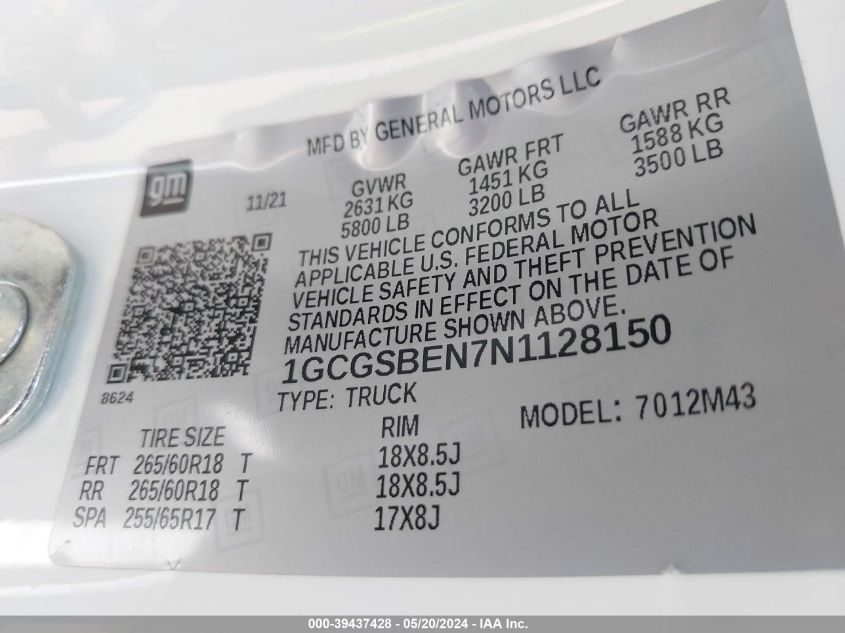 MFD BY GENERAL MOTORS LLC
gm
11/21
GVWR GAWR FRT GAWR RR
2631 KG 1451 KG 1588 KG
5800 LB 3200 LB 3500 LB
THIS VEHICLE CONFORMS TO ALL
APPLICABLE U.S. FEDERAL MOTOR
VEHICLE SAFETY AND THEFT PREVENTION
STANDARDS IN EFFECT ON THE DATE OF
MANUFACTURE SHOWN ABOVE.
1GCGSBEN7N1128150
8624
TYPE: TRUCK MODEL: 7012M43
TIRE SIZE RIM
FRT 265/60R18 T 18X8.5J
RR 265/60R18 T 18X8.5J
SPA 255/65R17 T 17X8J
000-39437428 - 05/20/2024 - IAA Inc.